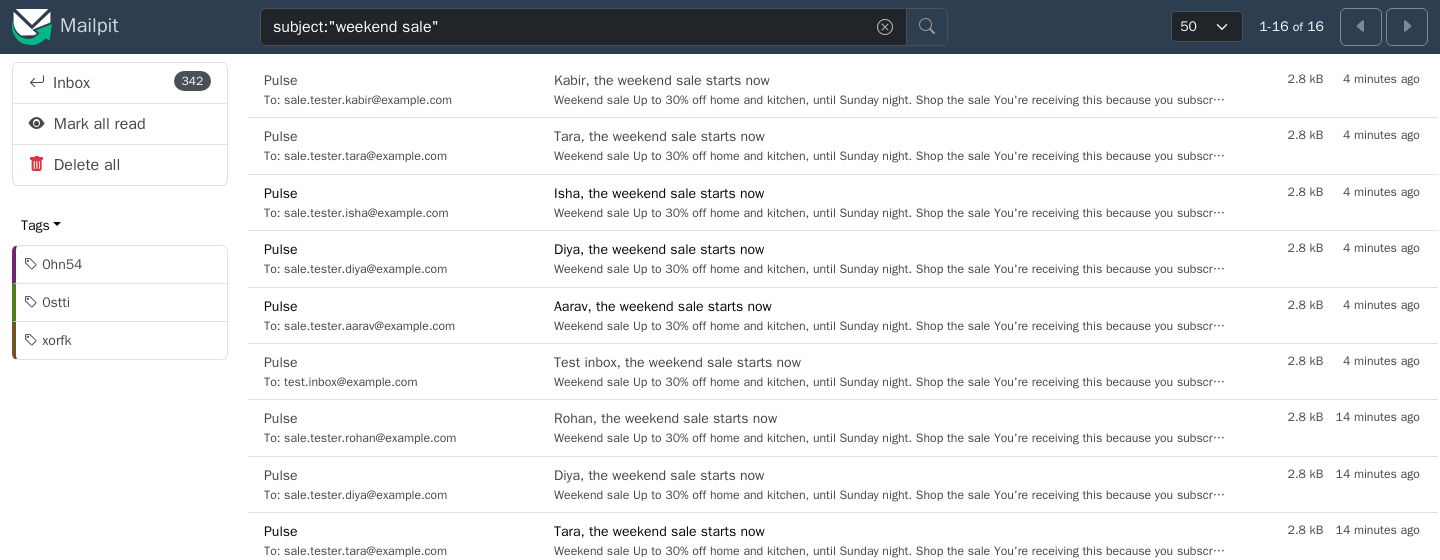 Mailpit
subject:"weekend sale"
50
1-16 of 16
Inbox 342
Mark all read
Delete all
Tags
0hn54
0stti
xorfk
Pulse Kabir, the weekend sale starts now 2.8 kB 4 minutes ago
To: sale.tester.kabir@example.com Weekend sale Up to 30% off home and kitchen, until Sunday night. Shop the sale You're receiving this because you subscr…
Pulse Tara, the weekend sale starts now 2.8 kB 4 minutes ago
To: sale.tester.tara@example.com Weekend sale Up to 30% off home and kitchen, until Sunday night. Shop the sale You're receiving this because you subscr…
Pulse Isha, the weekend sale starts now 2.8 kB 4 minutes ago
To: sale.tester.isha@example.com Weekend sale Up to 30% off home and kitchen, until Sunday night. Shop the sale You're receiving this because you subscr…
Pulse Diya, the weekend sale starts now 2.8 kB 4 minutes ago
To: sale.tester.diya@example.com Weekend sale Up to 30% off home and kitchen, until Sunday night. Shop the sale You're receiving this because you subscr…
Pulse Aarav, the weekend sale starts now 2.8 kB 4 minutes ago
To: sale.tester.aarav@example.com Weekend sale Up to 30% off home and kitchen, until Sunday night. Shop the sale You're receiving this because you subscr…
Pulse Test inbox, the weekend sale starts now 2.8 kB 4 minutes ago
To: test.inbox@example.com Weekend sale Up to 30% off home and kitchen, until Sunday night. Shop the sale You're receiving this because you subscr…
Pulse Rohan, the weekend sale starts now 2.8 kB 14 minutes ago
To: sale.tester.rohan@example.com Weekend sale Up to 30% off home and kitchen, until Sunday night. Shop the sale You're receiving this because you subscr…
Pulse Diya, the weekend sale starts now 2.8 kB 14 minutes ago
To: sale.tester.diya@example.com Weekend sale Up to 30% off home and kitchen, until Sunday night. Shop the sale You're receiving this because you subscr…
Pulse Tara, the weekend sale starts now 2.8 kB 14 minutes ago
To: sale.tester.tara@example.com Weekend sale Up to 30% off home and kitchen, until Sunday night. Shop the sale You're receiving this because you subscr…